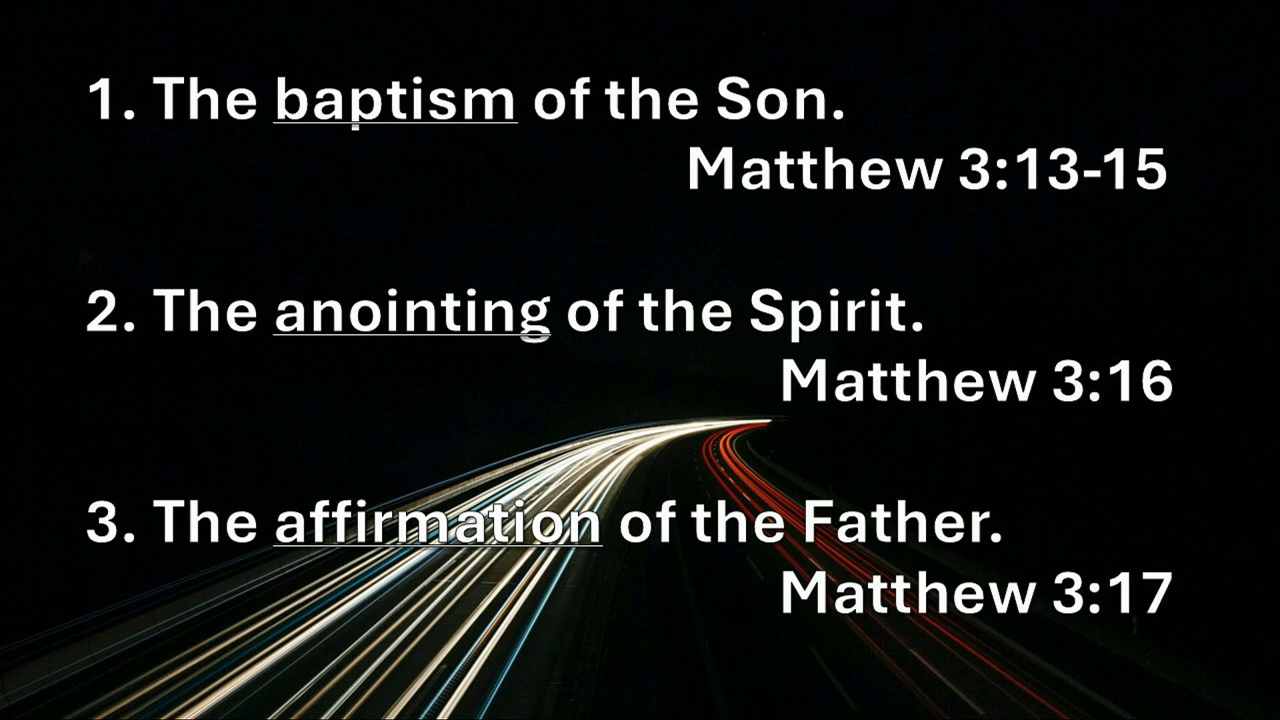 1. The baptism of the Son.
Matthew 3:13-15
2. The anointing of the Spirit.
Matthew 3:16
3. The affirmation of the Father.
Matthew 3:17